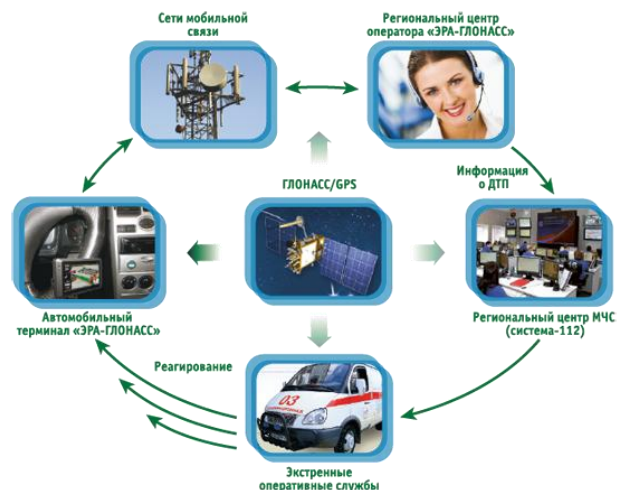 Сети мобильной
связи
Региональный центр
оператора «ЭРА-ГЛОНАСС»
Информация
о ДТП
ГЛОНАСС/GPS
Автомобильный
терминал «ЭРА-ГЛОНАСС»
Региональный центр МЧС
(система-112)
Реагирование
03
Экстренные
оперативные службы